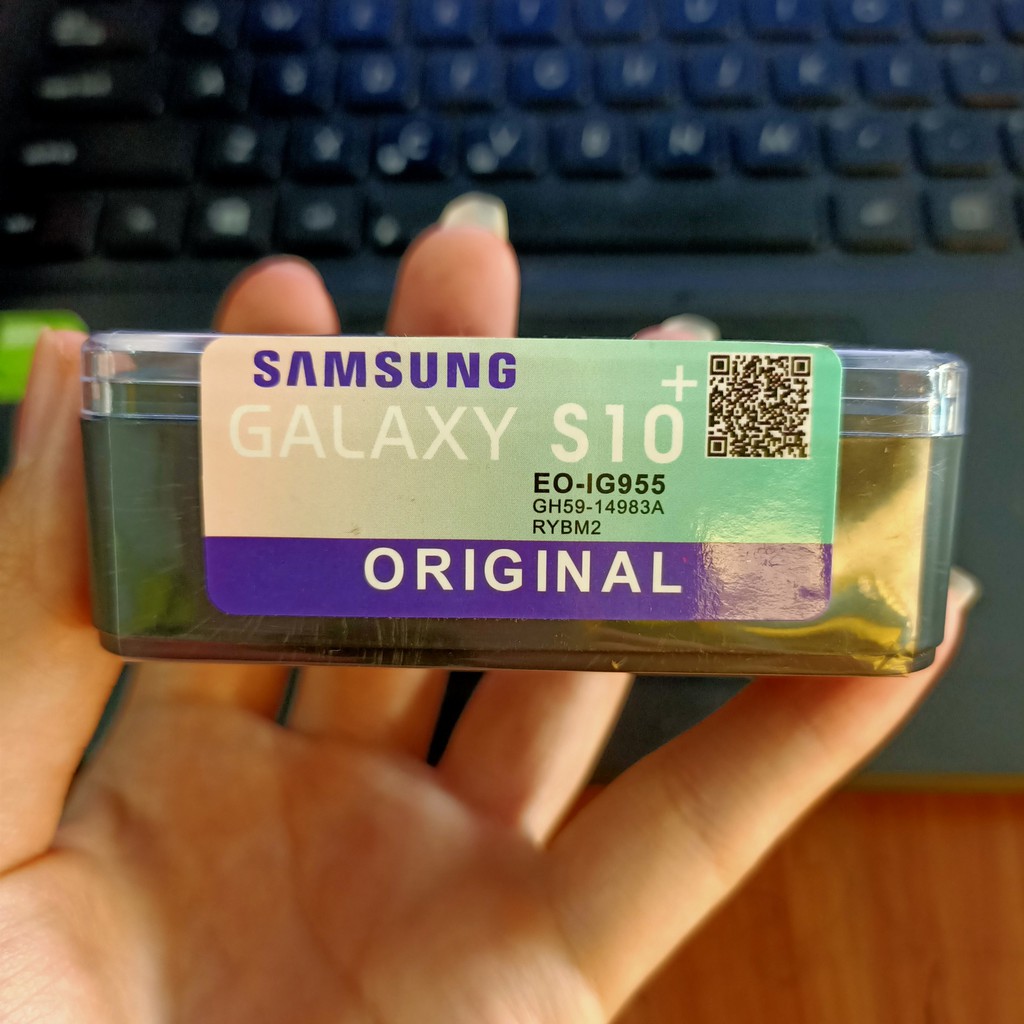 SAMSUNG
GALAXY S10+
EO-IG955
GH59-14983A
RYBM2
ORIGINAL